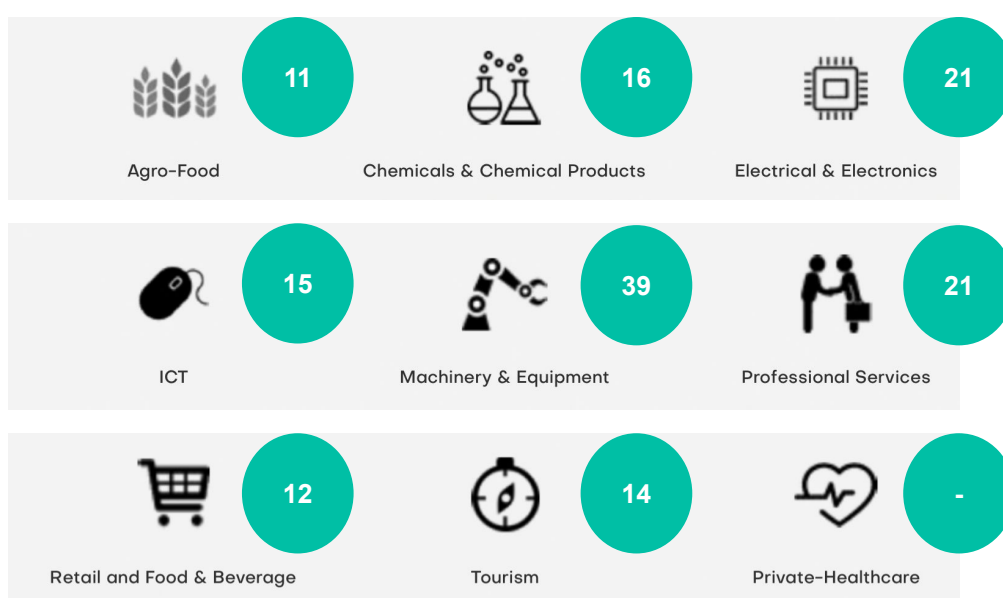 11
16
21
Agro-Food
Chemicals & Chemical Products
Electrical & Electronics
15
39
21
ICT
Machinery & Equipment
Professional Services
12
14
-
Retail and Food & Beverage
Tourism
Private-Healthcare